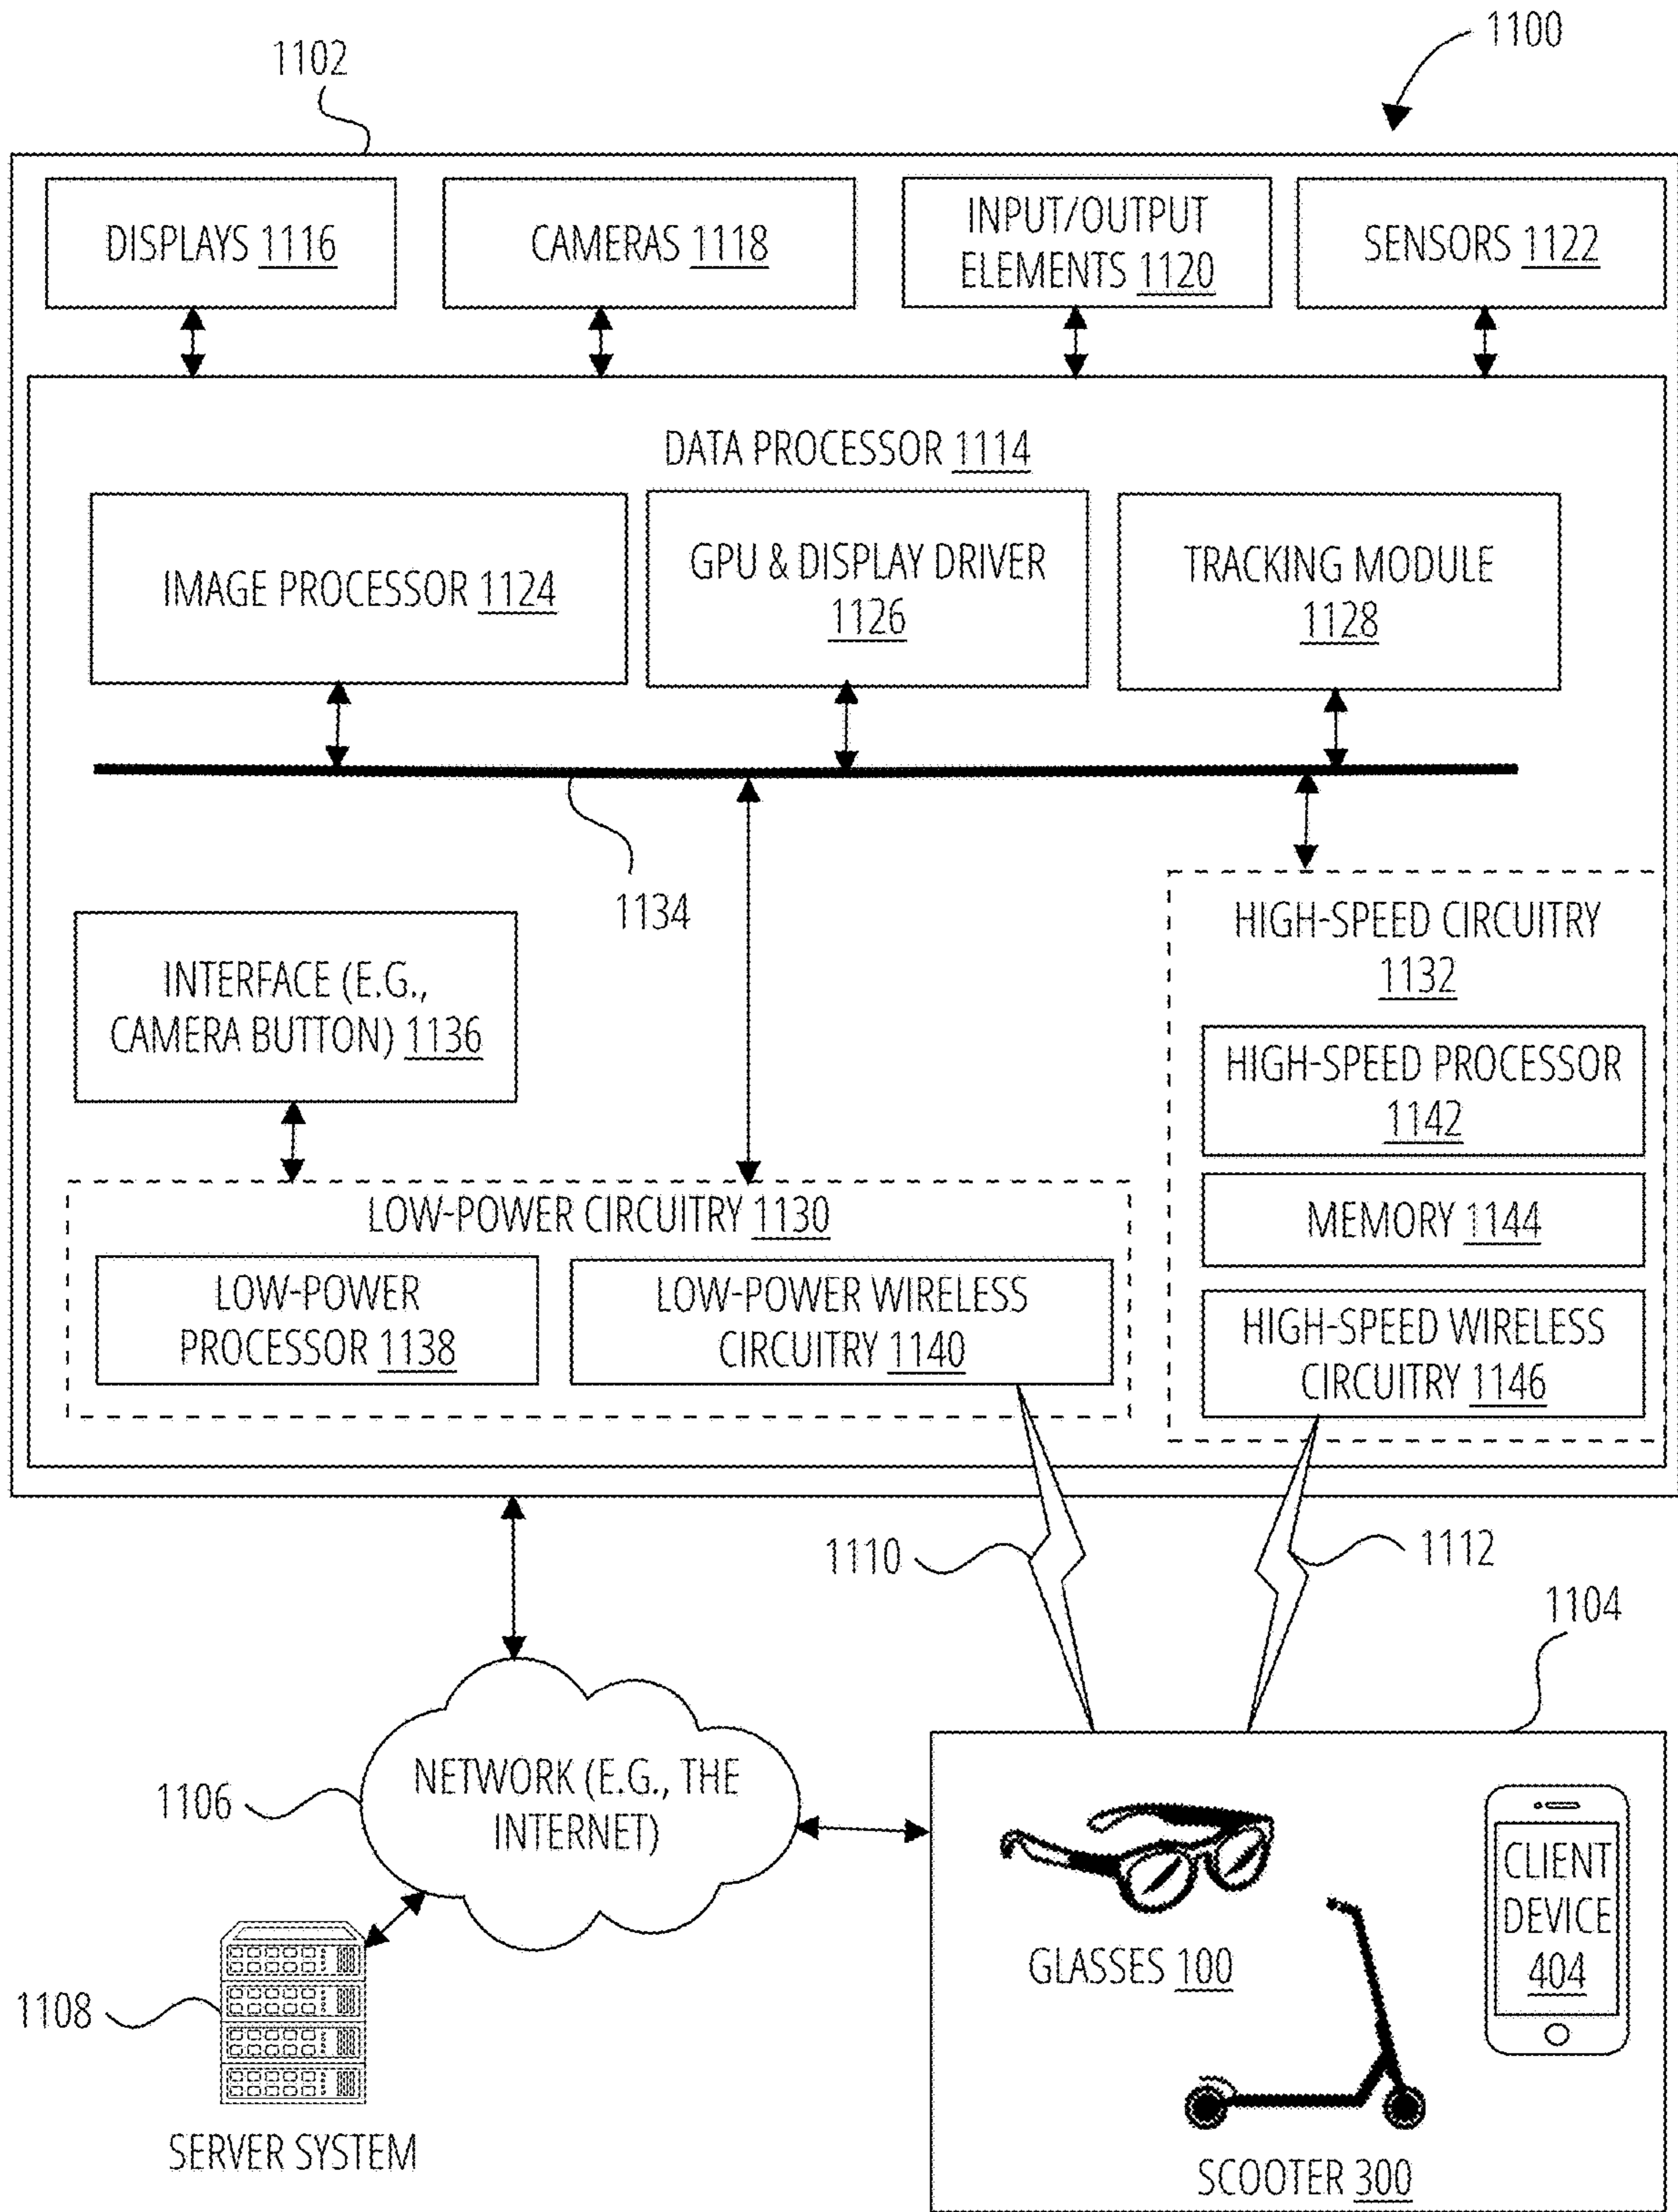 1100
1102
DISPLAYS 1116
CAMERAS 1118
INPUT/OUTPUT
ELEMENTS 1120
SENSORS 1122
DATA PROCESSOR 1114
IMAGE PROCESSOR 1124
GPU & DISPLAY DRIVER
1126
TRACKING MODULE
1128
1134
INTERFACE (E.G.,
CAMERA BUTTON) 1136
HIGH-SPEED CIRCUITRY
1132
HIGH-SPEED PROCESSOR
1142
MEMORY 1144
HIGH-SPEED WIRELESS
CIRCUITRY 1146
LOW-POWER CIRCUITRY 1130
LOW-POWER
PROCESSOR 1138
LOW-POWER WIRELESS
CIRCUITRY 1140
1110
1112
1104
1106
NETWORK (E.G., THE
INTERNET)
CLIENT
DEVICE
404
GLASSES 100
1108
SERVER SYSTEM
SCOOTER 300